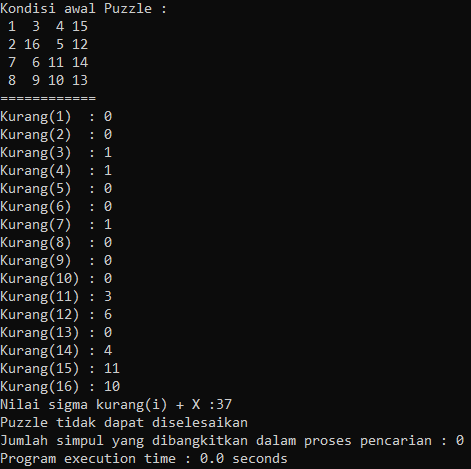 Kondisi awal Puzzle :
 1  3  4 15
 2 16  5 12
 7  6 11 14
 8  9 10 13
============
Kurang(1)  : 0
Kurang(2)  : 0
Kurang(3)  : 1
Kurang(4)  : 1
Kurang(5)  : 0
Kurang(6)  : 0
Kurang(7)  : 1
Kurang(8)  : 0
Kurang(9)  : 0
Kurang(10) : 0
Kurang(11) : 3
Kurang(12) : 6
Kurang(13) : 0
Kurang(14) : 4
Kurang(15) : 11
Kurang(16) : 10
Nilai sigma kurang(i) + X :37
Puzzle tidak dapat diselesaikan
Jumlah simpul yang dibangkitkan dalam proses pencarian : 0
Program execution time : 0.0 seconds